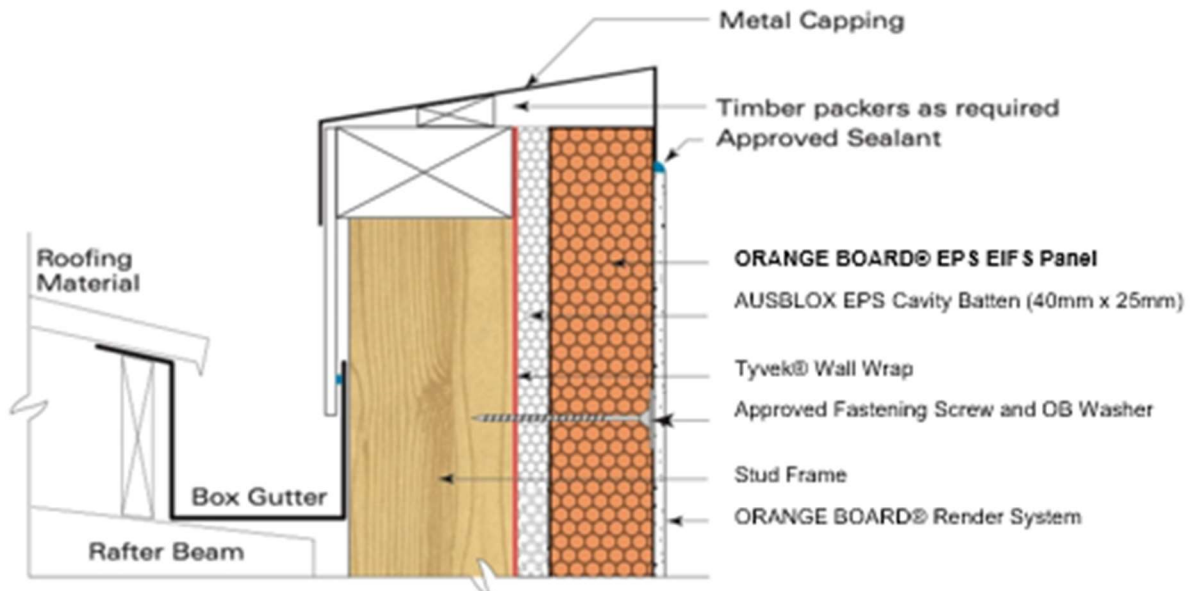 Metal Capping
Timber packers as required
Approved Sealant
Roofing
Material
ORANGE BOARD® EPS EIFS Panel
AUSBLOX EPS Cavity Batten (40mm x 25mm)
Tyvek® Wall Wrap
Approved Fastening Screw and OB Washer
Stud Frame
Box Gutter
ORANGE BOARD® Render System
Rafter Beam